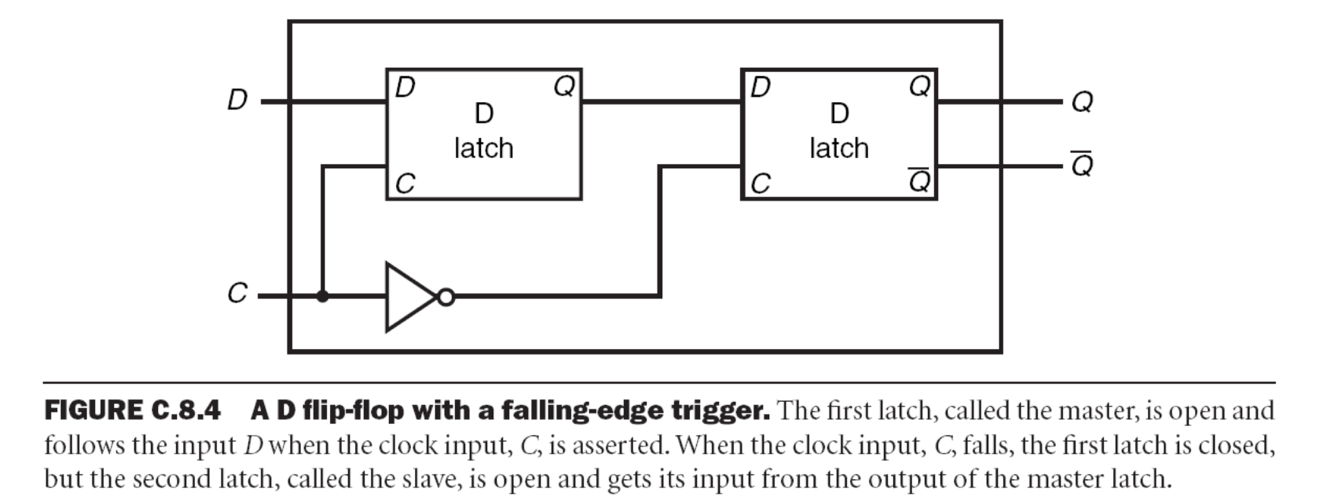 D D Q D Q Q
D D
latch latch
C C Q̅ Q̅
C
FIGURE C.8.4 A D flip-flop with a falling-edge trigger. The first latch, called the master, is open and
follows the input D when the clock input, C, is asserted. When the clock input, C, falls, the first latch is closed,
but the second latch, called the slave, is open and gets its input from the output of the master latch.